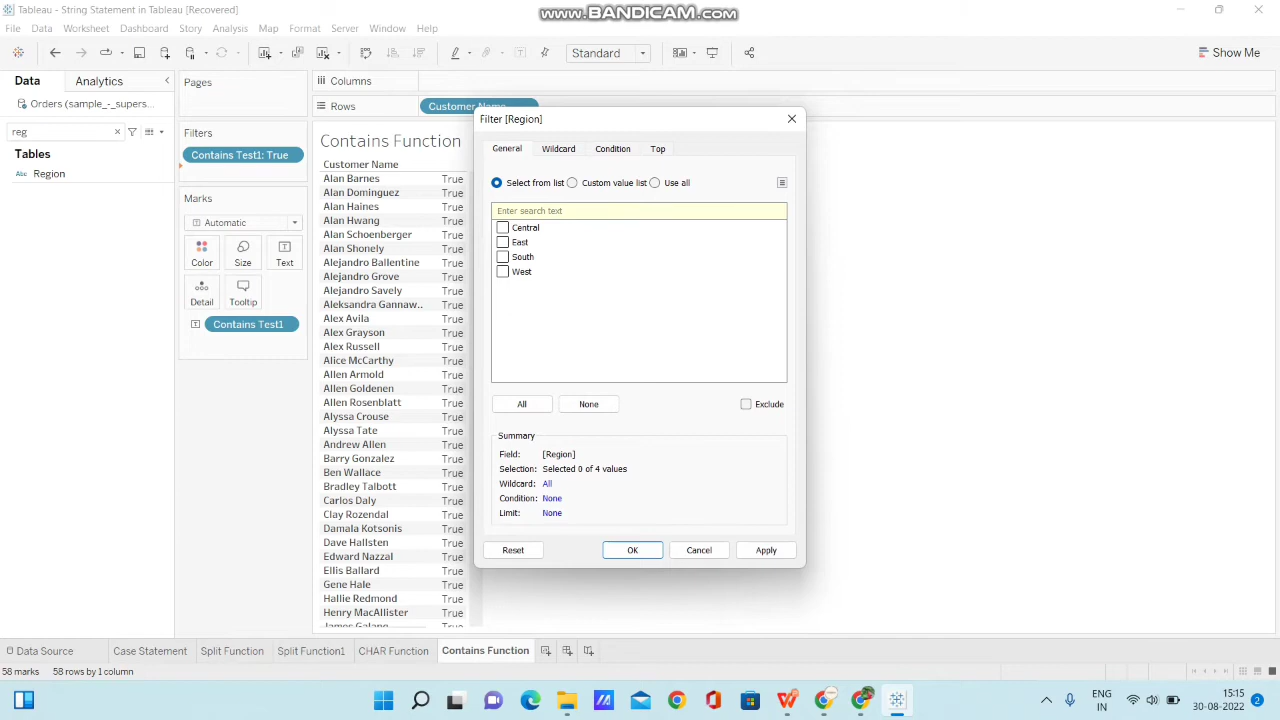 Tableau - String Statement in Tableau [Recovered]
www.BANDICAM.com
File Data Worksheet Dashboard Story Analysis Map Format Server Window Help
Standard
Show Me
Data Analytics
Pages
Columns
Orders (sample_-_supers...
Rows
Customer Name
reg
Filters
Contains Test1: True
Tables
Abc Region
Marks
Automatic
Color Size Text
Detail Tooltip
Contains Test1
Contains Function
Customer Name
Alan Barnes True
Alan Dominguez True
Alan Haines True
Alan Hwang True
Alan Schoenberger True
Alan Shonely True
Alejandro Ballentine True
Alejandro Grove True
Alejandro Savely True
Aleksandra Gannaw.. True
Alex Avila True
Alex Grayson True
Alex Russell True
Alice McCarthy True
Allen Arnold True
Allen Goldenen True
Allen Rosenblatt True
Alyssa Crouse True
Alyssa Tate True
Andrew Allen True
Barry Gonzalez True
Ben Wallace True
Bradley Talbott True
Carlos Daly True
Clay Rozendal True
Damala Kotsonis True
Dave Hallsten True
Edward Nazzal True
Ellis Ballard True
Gene Hale True
Hallie Redmond True
Henry MacAllister True
James Galang True
Filter [Region]
General Wildcard Condition Top
Select from list Custom value list Use all
Enter search text
Central
East
South
West
All None Exclude
Summary
Field: [Region]
Selection: Selected 0 of 4 values
Wildcard: All
Condition: None
Limit: None
Reset OK Cancel Apply
Data Source Case Statement Split Function Split Function1 CHAR Function Contains Function
58 marks 58 rows by 1 column
ENG
IN
15:15
30-08-2022
2